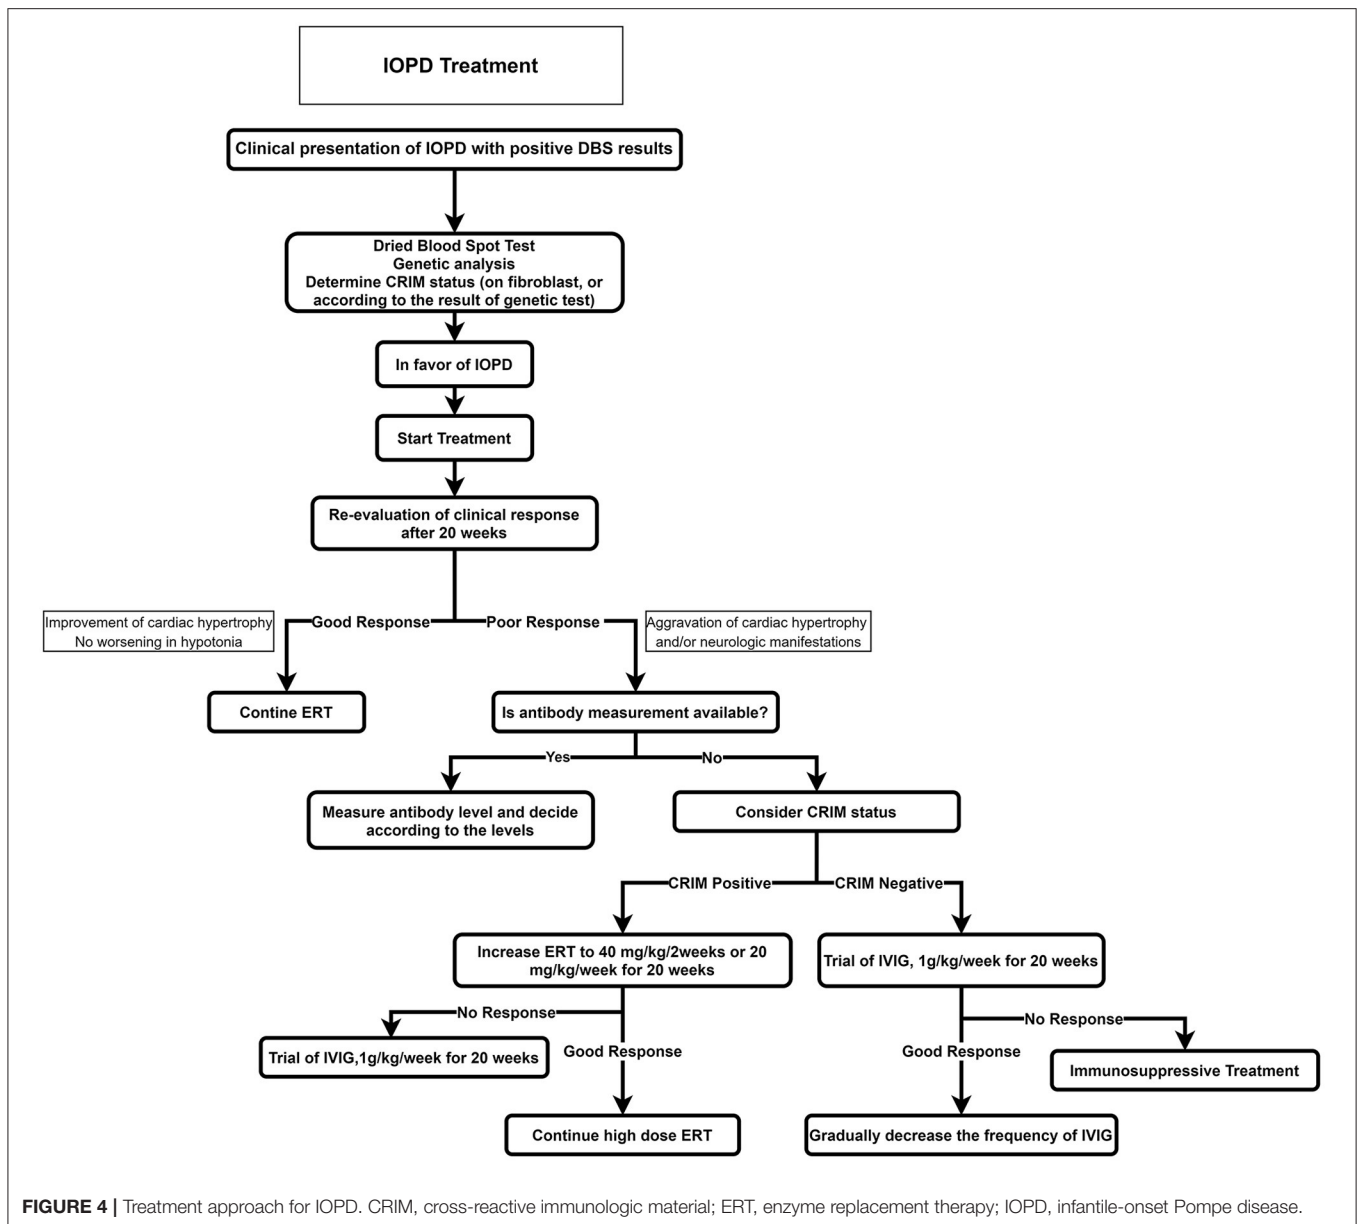 IOPD Treatment
Clinical presentation of IOPD with positive DBS results
Dried Blood Spot Test
Genetic analysis
Determine CRIM status (on fibroblast, or
according to the result of genetic test)
In favor of IOPD
Start Treatment
Re-evaluation of clinical response
after 20 weeks
Improvement of cardiac hypertrophy
No worsening in hypotonia
Good Response
Poor Response
Aggravation of cardiac hypertrophy
and/or neurologic manifestations
Contine ERT
Is antibody measurement available?
Yes
No
Measure antibody level and decide
according to the levels
Consider CRIM status
CRIM Positive
CRIM Negative
Increase ERT to 40 mg/kg/2weeks or 20
mg/kg/week for 20 weeks
Trial of IVIG, 1g/kg/week for 20 weeks
No Response
No Response
Trial of IVIG,1g/kg/week for 20 weeks
Good Response
Good Response
Immunosuppressive Treatment
Continue high dose ERT
Gradually decrease the frequency of IVIG
FIGURE 4 | Treatment approach for IOPD. CRIM, cross-reactive immunologic material; ERT, enzyme replacement therapy; IOPD, infantile-onset Pompe disease.